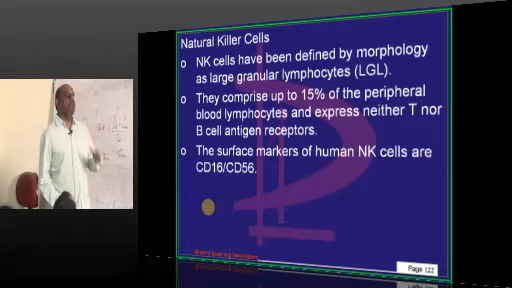 Natural Killer Cells
o NK cells have been defined by morphology
as large granular lymphocytes (LGL).
o They comprise up to 15% of the peripheral
blood lymphocytes and express neither T nor
B cell antigen receptors.
o The surface markers of human NK cells are
CD16/CD56.
Page 122